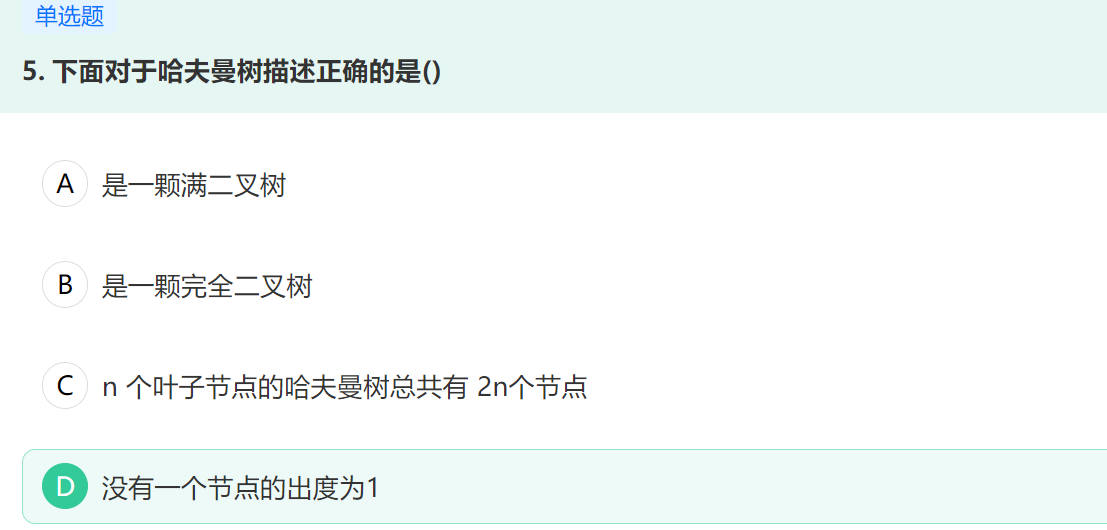 单选题
5. 下面对于哈夫曼树描述正确的是()
A 是一颗满二叉树
B 是一颗完全二叉树
C n 个叶子节点的哈夫曼树总共有 2n个节点
D 没有一个节点的出度为1